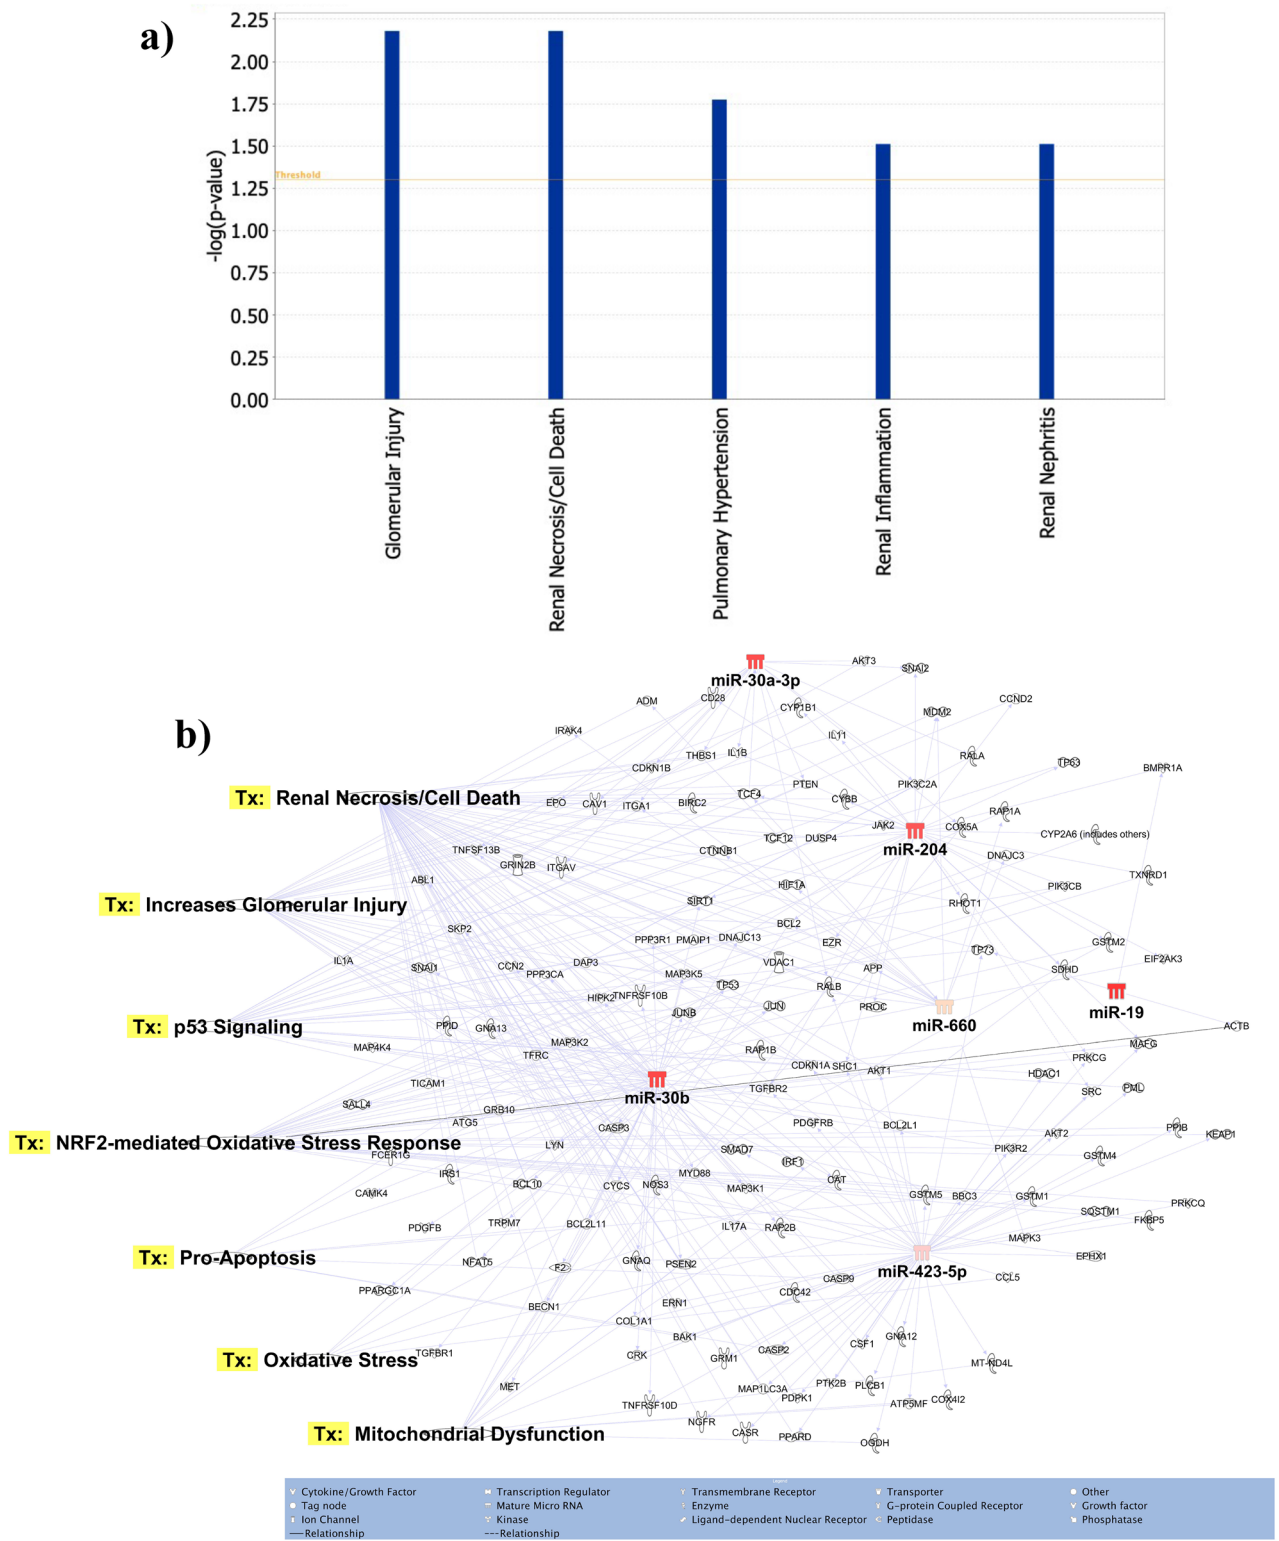 a)
2.25
2.00
1.75
1.50
1.25
1.00
0.75
0.50
0.25
0.00
-log(p-value)
Threshold
Glomerular Injury
Renal Necrosis/Cell Death
Pulmonary Hypertension
Renal Inflammation
Renal Nephritis
b)
miR-30a-3p
AKT3
SNAI2
ADM
CD28
CYP1B1
MDM2
CCND2
IRAK4
IL11
THBS1
IL1B
RALA
TP63
BMPR1A
CDKN1B
PTEN
PIK3C2A
Tx: Renal Necrosis/Cell Death
EPO
CAV1
ITGA1
BIRC2
TCF4
CYBB
RAP1A
JAK2
COX5A
CYP2A6 (includes others)
TCF12
DUSP4
miR-204
TNFSF13B
GRIN2B
ITGAV
CTNNB1
DNAJC3
ABL1
HIF1A
PIK3CB
TXNRD1
Tx: Increases Glomerular Injury
SIRT1
RHOT1
SKP2
BCL2
PPP3R1
PMAIP1
DNAJC13
EZR
TP73
GSTM2
IL1A
SNAI1
CCN2
PPP3CA
DAP3
MAP3K5
VDAC1
APP
SDHD
EIF2AK3
HIPK2
TNFRSF10B
TP53
RALB
JUNB
JUN
PROC
miR-660
miR-19
Tx: p53 Signaling
PPID
GNA13
ACTB
MAP4K4
TFRC
MAP3K2
RAP1B
MAFG
PRKCG
CDKN1A
SHC1
AKT1
HDAC1
TICAM1
miR-30b
TGFBR2
SRC
PML
SALL4
GRB10
ATG5
CASP3
PDGFRB
BCL2L1
AKT2
PPIB
KEAP1
Tx: NRF2-mediated Oxidative Stress Response
FCER1G
LYN
SMAD7
IRF1
PIK3R2
GSTM4
IRS1
BCL10
CYCS
NOS3
MYD88
MAP3K1
CAT
CAMK4
GSTM5
BBC3
GSTM1
SQSTM1
PRKCQ
FKBP5
PDGFB
TRPM7
BCL2L11
IL17A
RAP2B
MAPK3
Tx: Pro-Apoptosis
NFAT5
F2
GNAQ
PSEN2
miR-423-5p
EPHX1
CCL5
PPARGC1A
CASP9
CDC42
BECN1
ERN1
COL1A1
BAK1
CSF1
GNA12
Tx: Oxidative Stress
TGFBR1
CRK
GRM1
CASP2
MT-ND4L
MET
MAP1LC3A
PDPK1
PTK2B
PLCB1
TNFRSF10D
ATP5MF
COX4I2
NGFR
CASR
PPARD
OGDH
Tx: Mitochondrial Dysfunction
Legend
Cytokine/Growth Factor
Transcription Regulator
Transmembrane Receptor
Transporter
Other
Tag node
Mature Micro RNA
Enzyme
G-protein Coupled Receptor
Growth factor
Ion Channel
Kinase
Ligand-dependent Nuclear Receptor
Peptidase
Phosphatase
Relationship
Relationship